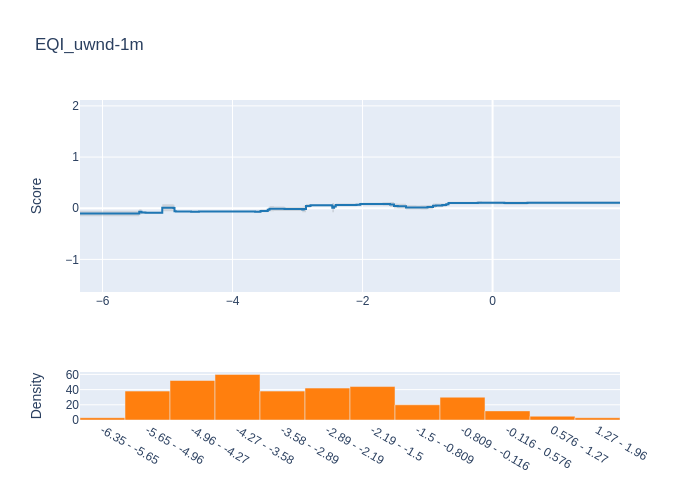 EQI_uwnd-1m
2
1
0
−1
Score
−6
−4
−2
0
60
40
20
0
Density
-6.35 - -5.65
-5.65 - -4.96
-4.96 - -4.27
-4.27 - -3.58
-3.58 - -2.89
-2.89 - -2.19
-2.19 - -1.5
-1.5 - -0.809
-0.809 - -0.116
-0.116 - 0.576
0.576 - 1.27
1.27 - 1.96